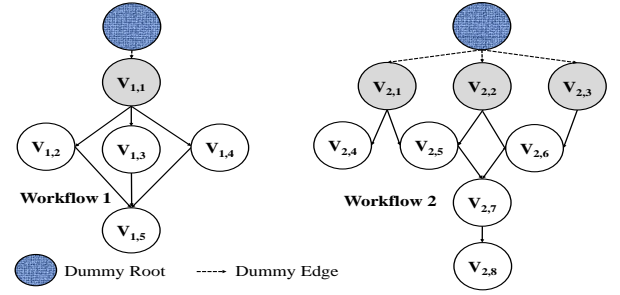 V1,1
V1,2 V1,3 V1,4
Workflow 1
V1,5
V2,1 V2,2 V2,3
V2,4 V2,5 V2,6
Workflow 2
V2,7
V2,8
Dummy Root
Dummy Edge